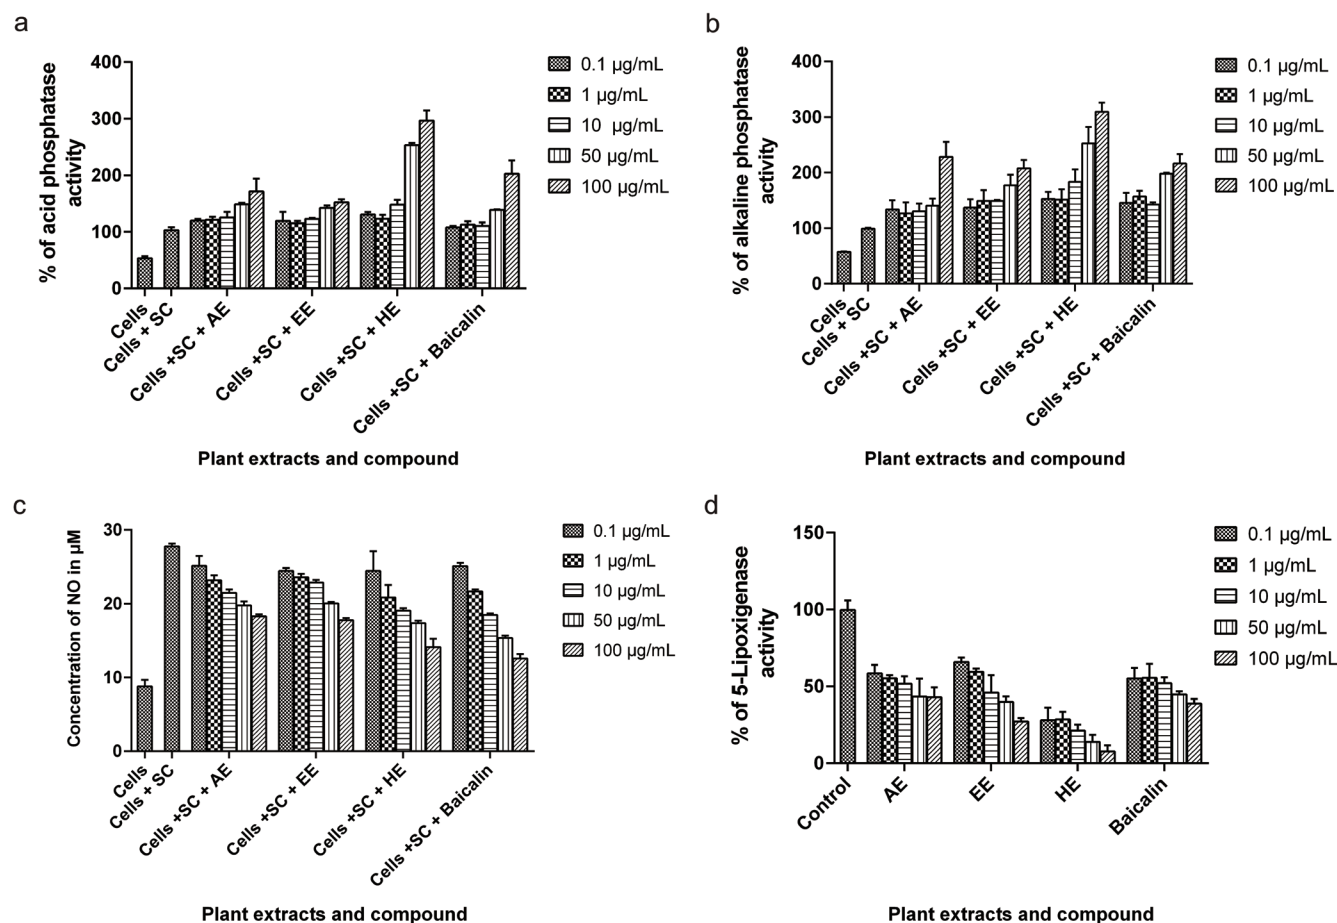 a
% of acid phosphatase
activity
400
300
200
100
0
Cells
Cells + SC
Cells +SC + AE
Cells +SC + EE
Cells +SC + HE
Cells +SC + Baicalin
Plant extracts and compound
0.1 µg/mL
1 µg/mL
10 µg/mL
50 µg/mL
100 µg/mL
b
% of alkaline phosphatase
activity
400
300
200
100
0
Cells
Cells + SC
Cells +SC + AE
Cells +SC + EE
Cells +SC + HE
Cells +SC + Baicalin
Plant extracts and compound
0.1 µg/mL
1 µg/mL
10 µg/mL
50 µg/mL
100 µg/mL
c
Concentration of NO in µM
30
20
10
0
Cells
Cells + SC
Cells +SC + AE
Cells +SC + EE
Cells +SC + HE
Cells +SC + Baicalin
Plant extracts and compound
0.1 µg/mL
1 µg/mL
10 µg/mL
50 µg/mL
100 µg/mL
d
% of 5-Lipoxigenase
activity
150
100
50
0
Control
AE
EE
HE
Baicalin
Plant extracts and compound
0.1 µg/mL
1 µg/mL
10 µg/mL
50 µg/mL
100 µg/mL